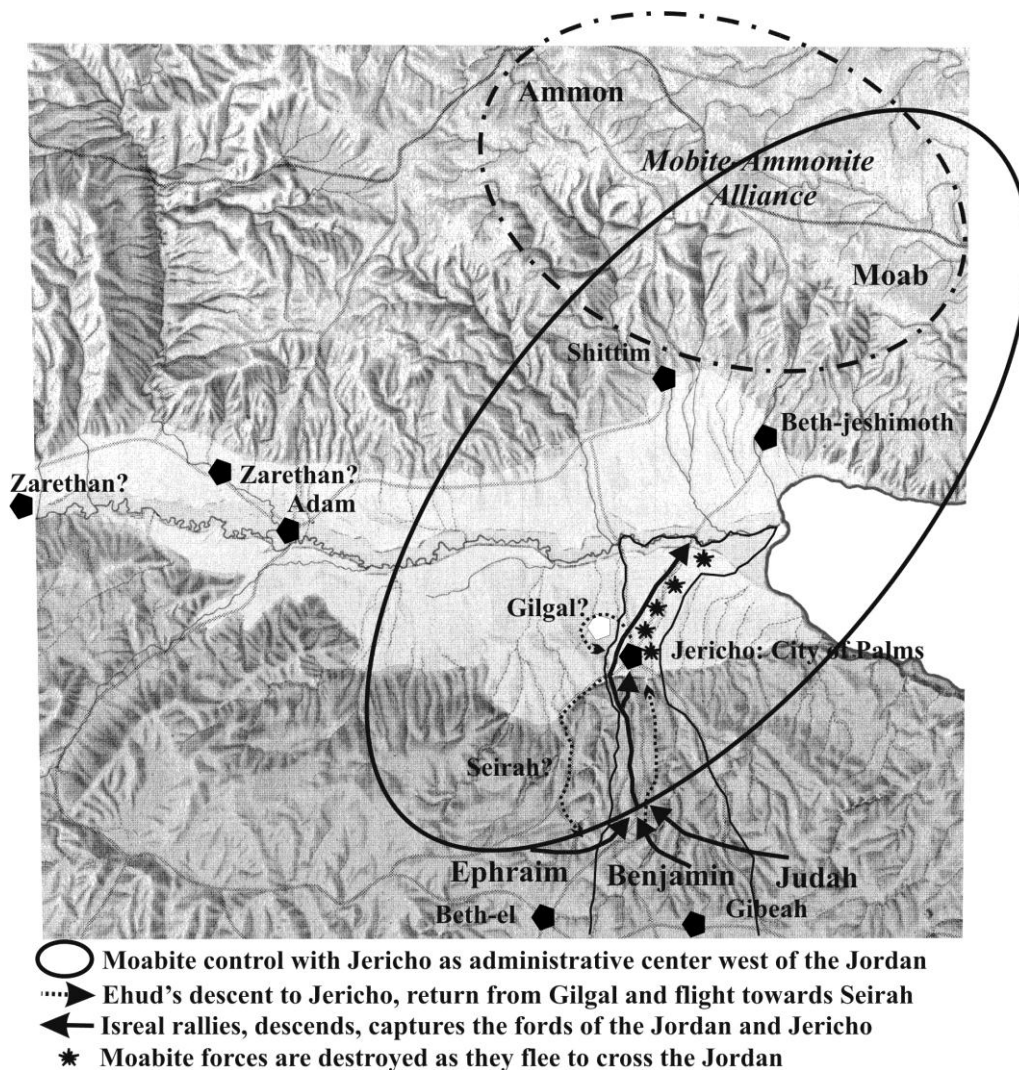 Ammon
Mobite-Ammonite
Alliance
Moab
Shittim
Beth-jeshimoth
Zarethan?
Zarethan?
Adam
Gilgal?
Jericho: City of Palms
Seirah?
Ephraim
Benjamin
Judah
Beth-el
Gibeah
Moabite control with Jericho as administrative center west of the Jordan
Ehud's descent to Jericho, return from Gilgal and flight towards Seirah
Isreal rallies, descends, captures the fords of the Jordan and Jericho
Moabite forces are destroyed as they flee to cross the Jordan